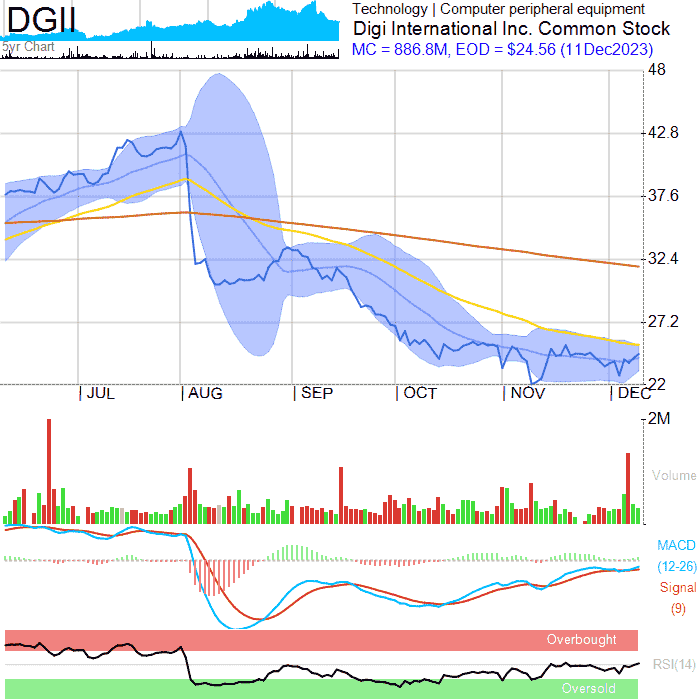 DGII
5yr Chart
Technology | Computer peripheral equipment
Digi International Inc. Common Stock
MC = 886.8M, EOD = $24.56 (11Dec2023)
48
42.8
37.6
32.4
27.2
22
JUL AUG SEP OCT NOV DEC
2M
Volume
MACD
(12-26)
Signal
(9)
Overbought
RSI(14)
Oversold